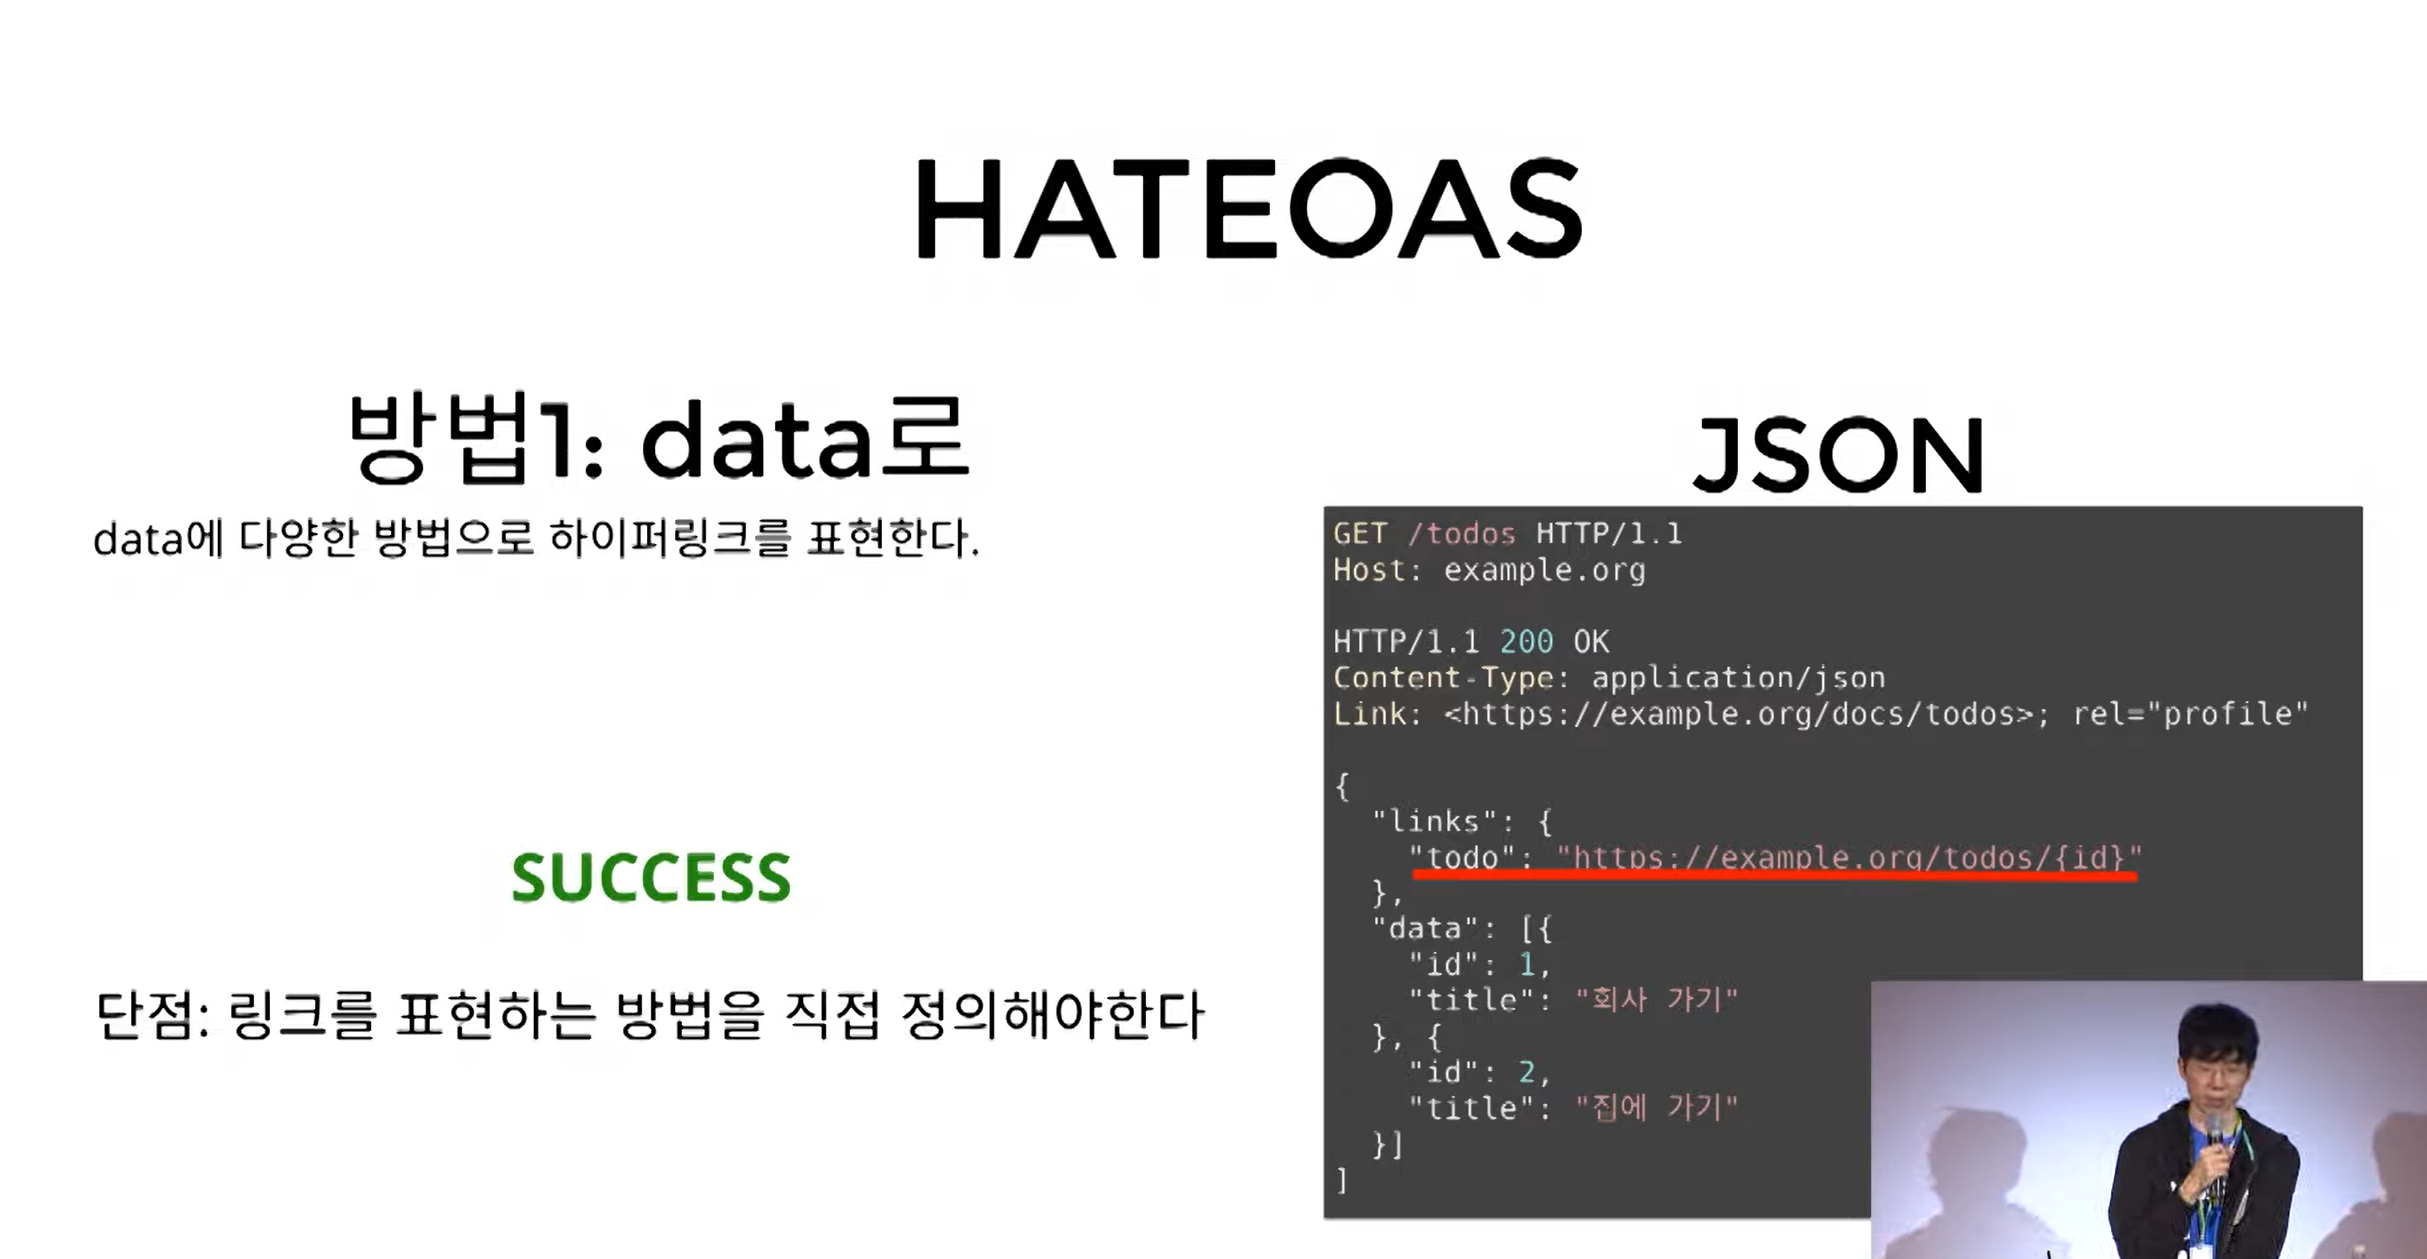 HATEOAS
방법1: data로
data에 다양한 방법으로 하이퍼링크를 표현한다.
SUCCESS
단점: 링크를 표현하는 방법을 직접 정의해야한다
JSON
GET /todos HTTP/1.1
Host: example.org
HTTP/1.1 200 OK
Content-Type: application/json
Link: <https://example.org/docs/todos>; rel="profile"
{
"links": {
"todo": "https://example.org/todos/{id}"
},
"data": [{
"id": 1,
"title": "회사 가기"
}, {
"id": 2,
"title": "집에 가기"
}]
]